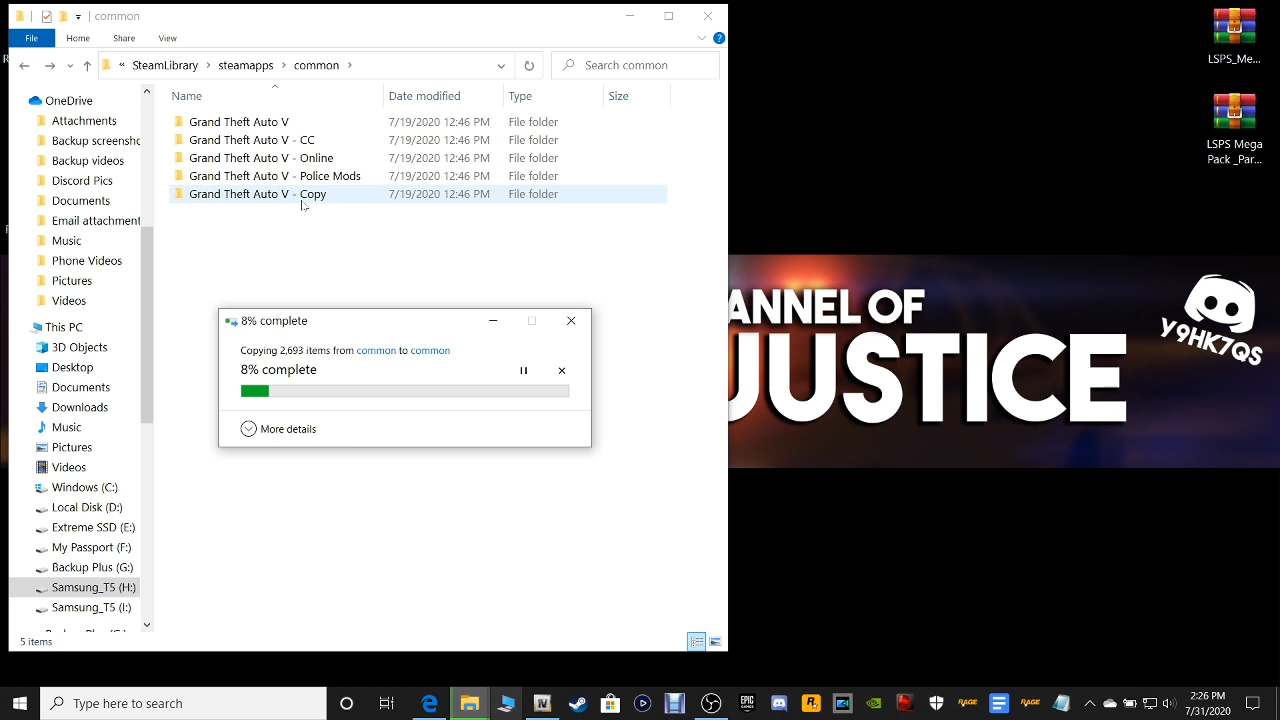 common
File Home Share View
« SteamLibrary > steamapps > common >
Search common
Name Date modified Type Size
Grand Theft Auto V 7/19/2020 12:46 PM File folder
Grand Theft Auto V - CC 7/19/2020 12:46 PM File folder
Grand Theft Auto V - Online 7/19/2020 12:46 PM File folder
Grand Theft Auto V - Police Mods 7/19/2020 12:46 PM File folder
Grand Theft Auto V - Copy 7/19/2020 12:46 PM File folder
OneDrive
Attachments
Backup screensho
Backup videos
Discord Pics
Documents
Email attachment
Music
Phone Videos
Pictures
Videos
This PC
3D Objects
Desktop
Documents
Downloads
Music
Pictures
Videos
Windows (C:)
Local Disk (D:)
Extreme SSD (E:)
My Passport (F:)
Backup Plus (G:)
Samsung_T5 (H:)
Samsung_T5 (I:)
5 items
8% complete
Copying 2,693 items from common to common
8% complete
More details
LSPS_Me...
LSPS Mega
Pack _Par...
ANNEL OF
JUSTICE
Y9HK7QS
Type here to search
EPIC
GAMES
RAGE
RAGE
2:26 PM
7/31/2020